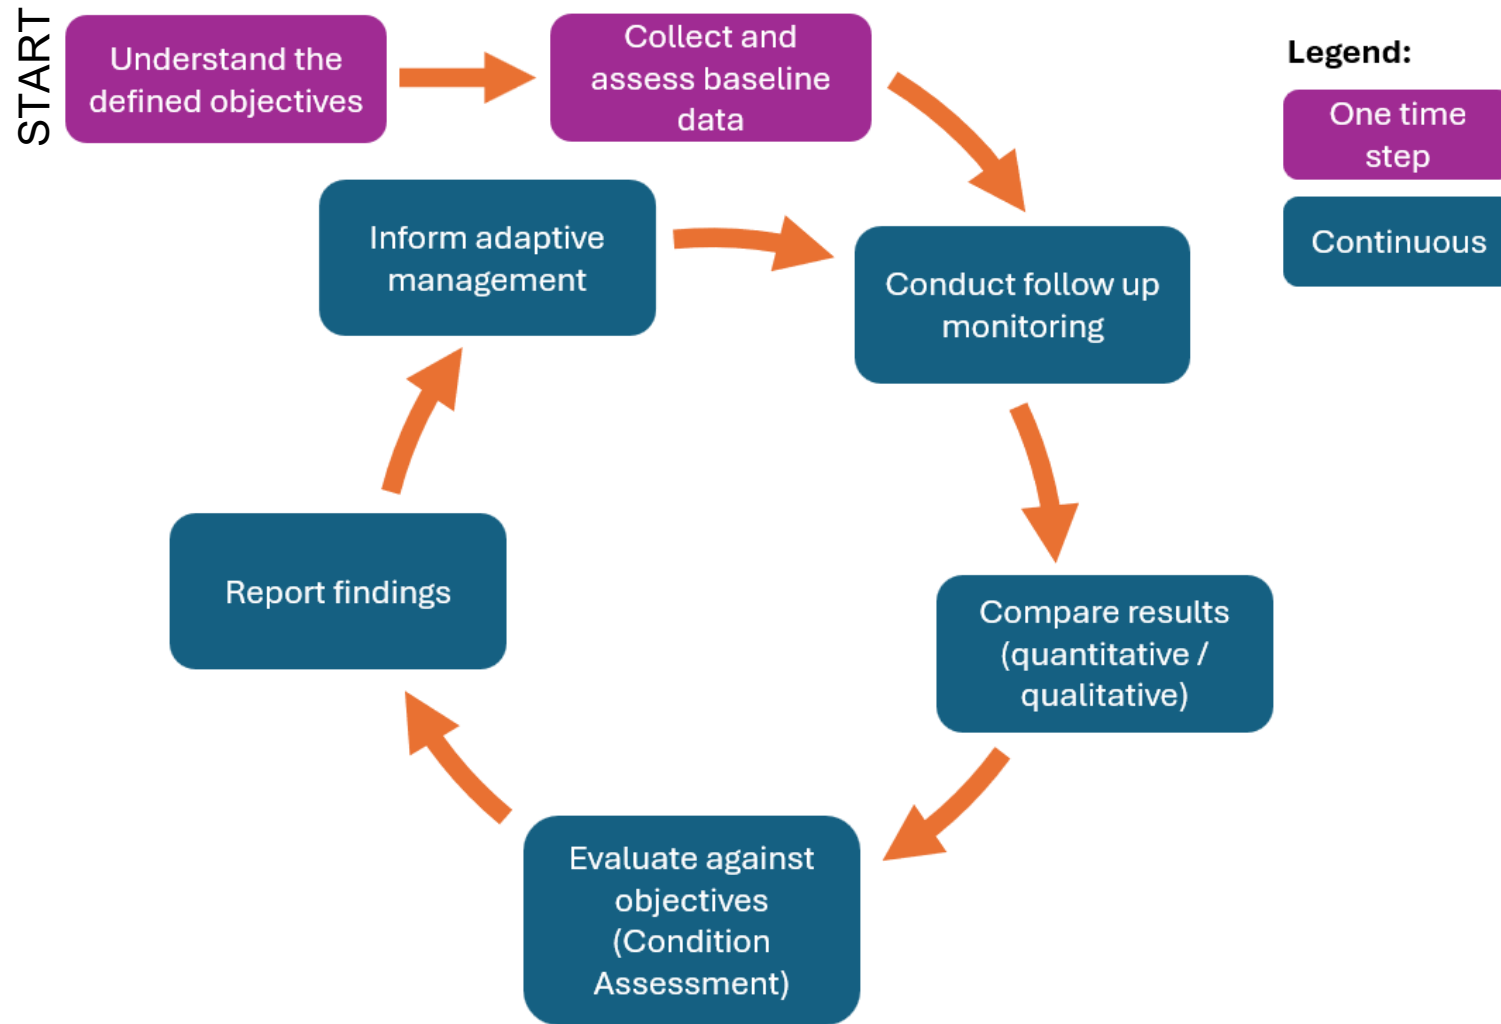 START
Understand the
defined objectives
Collect and
assess baseline
data
Legend:
One time
step
Continuous
Inform adaptive
management
Conduct follow up
monitoring
Compare results
(quantitative /
qualitative)
Evaluate against
objectives
(Condition
Assessment)
Report findings